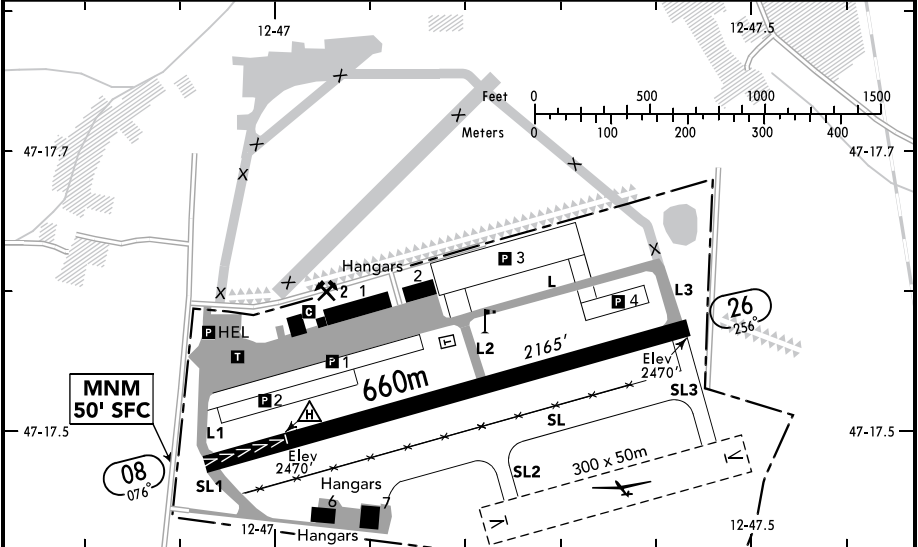 12-47
12-47.5
Feet 0 500 1000 1500
Meters 0 100 200 300 400
47-17.7
47-17.7
Hangars
P 3
2
1
2
L
L3
P 4
C
P HEL
26
256°
T
L2
2165'
P 1
T
Elev
2470'
MNM
50' SFC
660m
P 2
SL3
H
SL
47-17.5
L1
47-17.5
Elev
2470'
08
076°
SL1
SL2
300 x 50m
Hangars
6
7
12-47
Hangars
12-47.5